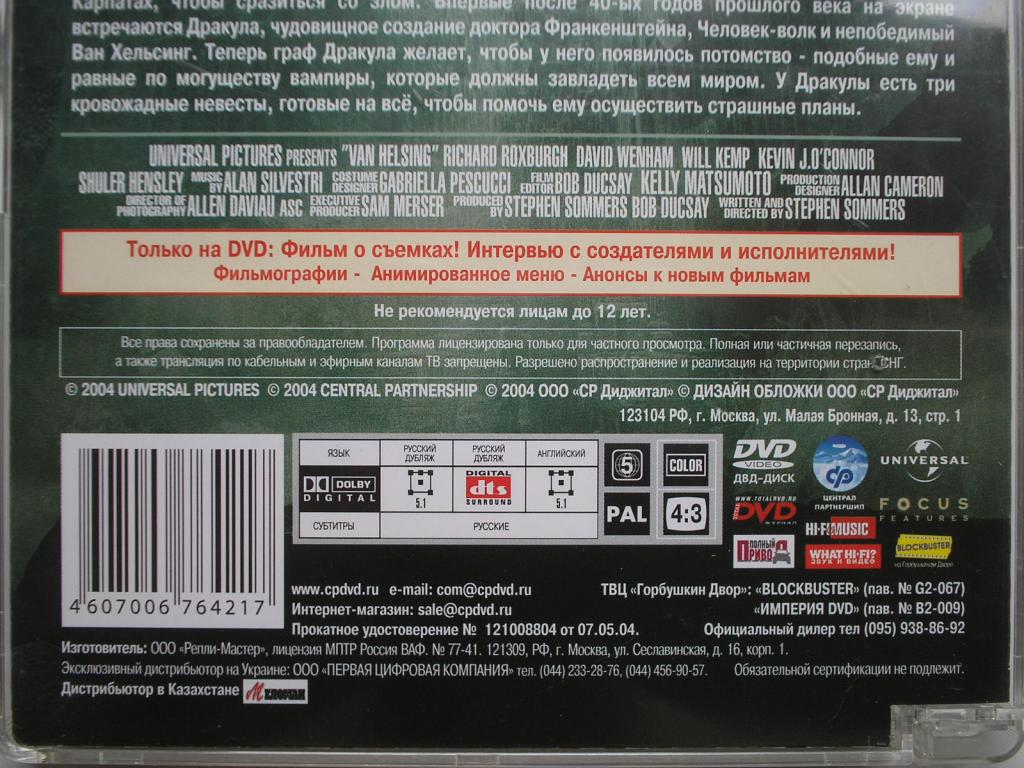 Карпатах, чтобы сразиться со злом. Впервые после 40-ых годов прошлого века на экране
встречаются Дракула, чудовищное создание доктора Франкенштейна, Человек-волк и непобедимый
Ван Хельсинг. Теперь граф Дракула желает, чтобы у него появилось потомство - подобные ему и
равные по могуществу вампиры, которые должны завладеть всем миром. У Дракулы есть три
кровожадные невесты, готовые на всё, чтобы помочь ему осуществить страшные планы.
UNIVERSAL PICTURES PRESENTS "VAN HELSING" RICHARD ROXBURGH DAVID WENHAM WILL KEMP KEVIN J.O'CONNOR
SHULER HENSLEY MUSIC BY ALAN SILVESTRI COSTUME DESIGNER GABRIELLA PESCUCCI FILM EDITOR BOB DUCSAY KELLY MATSUMOTO PRODUCTION DESIGNER ALLAN CAMERON
DIRECTOR OF PHOTOGRAPHY ALLEN DAVIAU ASC EXECUTIVE PRODUCER SAM MERSER PRODUCED BY STEPHEN SOMMERS BOB DUCSAY WRITTEN AND DIRECTED BY STEPHEN SOMMERS
Только на DVD: Фильм о съемках! Интервью с создателями и исполнителями!
Фильмографии - Анимированное меню - Анонсы к новым фильмам
Не рекомендуется лицам до 12 лет.
Все права сохранены за правообладателем. Программа лицензирована только для частного просмотра. Полная или частичная перезапись,
а также трансляция по кабельным и эфирным каналам ТВ запрещены. Разрешено распространение и реализация на территории стран СНГ.
© 2004 UNIVERSAL PICTURES © 2004 CENTRAL PARTNERSHIP © 2004 ООО «СР Диджитал» © ДИЗАЙН ОБЛОЖКИ ООО «СР Диджитал»
123104 РФ, г. Москва, ул. Малая Бронная, д. 13, стр. 1
ЯЗЫК РУССКИЙ ДУБЛЯЖ РУССКИЙ ДУБЛЯЖ АНГЛИЙСКИЙ
DOLBY DIGITAL 5.1 DIGITAL dts SURROUND 5.1
СУБТИТРЫ РУССКИЕ
5 COLOR
PAL 4:3
DVD VIDEO ДВД-ДИСК
cp ЦЕНТРАЛ ПАРТНЕРШИП
UNIVERSAL
WWW.TOTALDVD.RU
TOTAL DVD ЖУРНАЛ
HI-FI MUSIC
FOCUS FEATURES
ПОЛНЫЙ ПРИВОД
WHAT HI-FI? ЗВУК И ВИДЕО
BLOCKBUSTER
на Горбушкином Дворе
4 607006 764217
www.cpdvd.ru e-mail: com@cpdvd.ru
Интернет-магазин: sale@cpdvd.ru
Прокатное удостоверение № 121008804 от 07.05.04.
ТВЦ «Горбушкин Двор»: «BLOCKBUSTER» (пав. № G2-067)
«ИМПЕРИЯ DVD» (пав. № B2-009)
Официальный дилер тел (095) 938-86-92
Изготовитель: ООО «Репли-Мастер», лицензия МПТР Россия ВАФ. № 77-41. 121309, РФ, г. Москва, ул. Сеславинская, д. 16, корп. 1.
Эксклюзивный дистрибьютор на Украине: ООО «ПЕРВАЯ ЦИФРОВАЯ КОМПАНИЯ» тел. (044) 233-28-76, (044) 456-90-57. Обязательной сертификации не подлежит.
Дистрибьютор в Казахстане Меломан